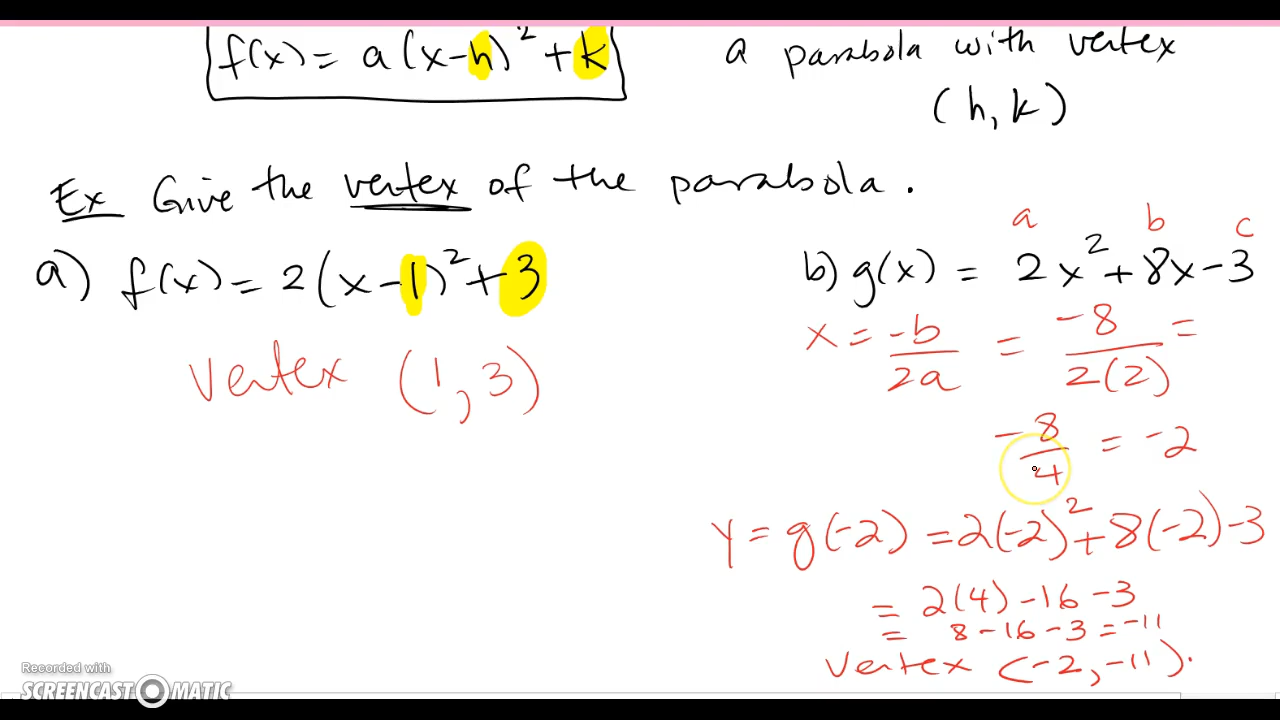 f(x) = a(x-h)² + k
a parabola with vertex
(h, k)
Ex Give the vertex of the parabola.
a) f(x) = 2(x-1)² + 3
vertex (1, 3)
a b c
b) g(x) = 2x² + 8x - 3
x = -b/2a = -8/2(2) =
-8/4 = -2
y = g(-2) = 2(-2)² + 8(-2) - 3
= 2(4) - 16 - 3
= 8 - 16 - 3 = -11
Vertex (-2, -11).
Recorded with
SCREENCAST-O-MATIC